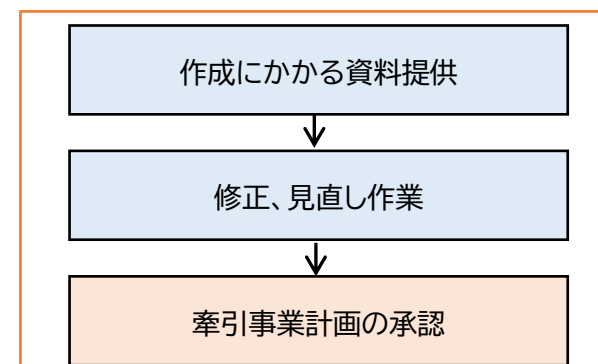 作成にかかる資料提供
修正、見直し作業
牽引事業計画の承認